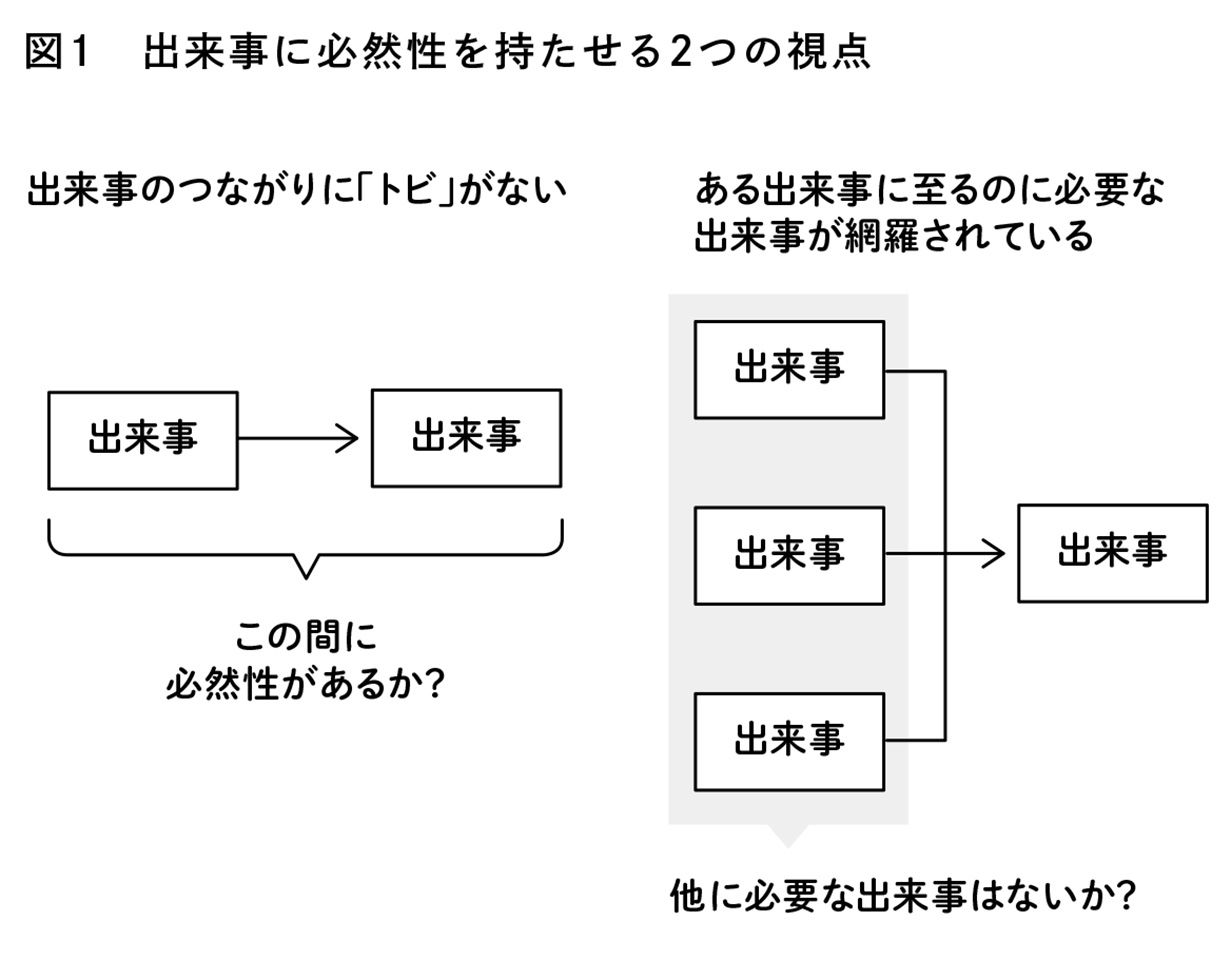 図1　出来事に必然性を持たせる2つの視点
出来事のつながりに「トビ」がない
出来事
出来事
この間に
必然性があるか?
ある出来事に至るのに必要な
出来事が網羅されている
出来事
出来事
出来事
出来事
他に必要な出来事はないか?